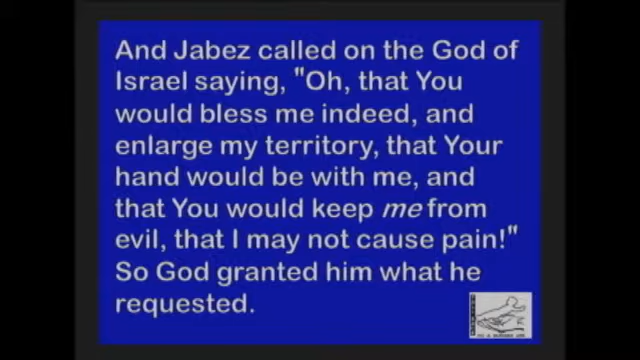 And Jabez called on the God of
Israel saying, "Oh, that You
would bless me indeed, and
enlarge my territory, that Your
hand would be with me, and
that You would keep me from
evil, that I may not cause pain!"
So God granted him what he
requested.